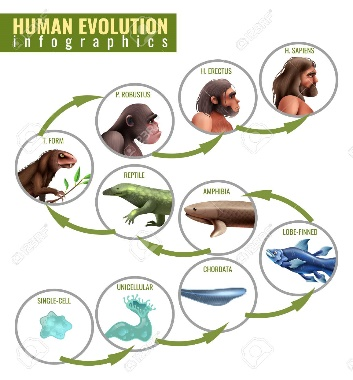 HUMAN EVOLUTION
infographics
H. SAPIENS
H. ERECTUS
P. ROBUSTUS
T. FORM
REPTILE
AMPHIBIA
LOBE-FINNED
CHORDATA
UNICELLULAR
SINGLE-CELL